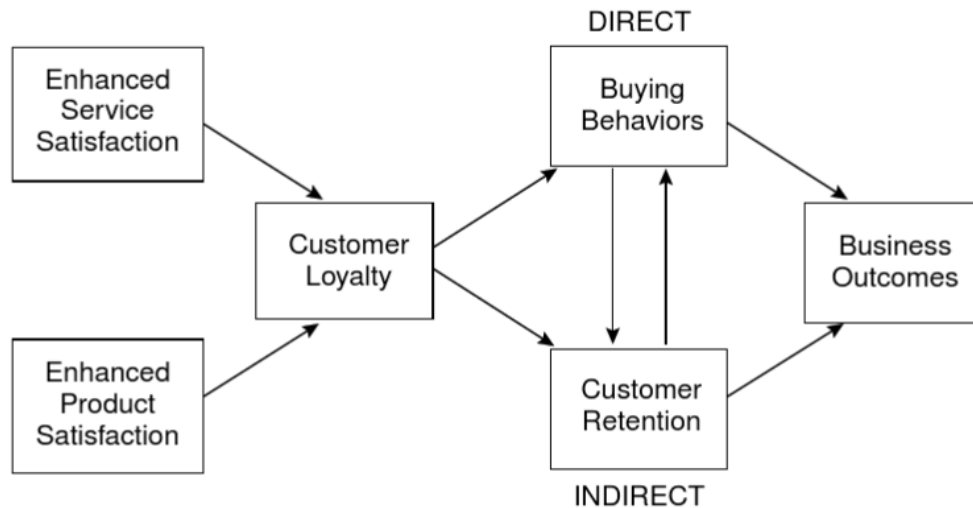 Enhanced
Service
Satisfaction
Enhanced
Product
Satisfaction
Customer
Loyalty
DIRECT
Buying
Behaviors
Customer
Retention
INDIRECT
Business
Outcomes